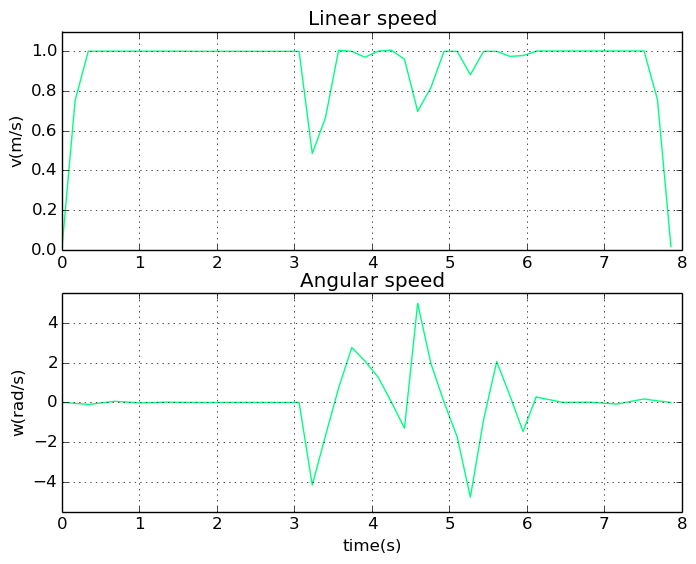 Linear speed
1.0
0.8
0.6
0.4
0.2
0.0
v(m/s)
0 1 2 3 4 5 6 7 8
Angular speed
4
2
0
−2
−4
w(rad/s)
0 1 2 3 4 5 6 7 8
time(s)